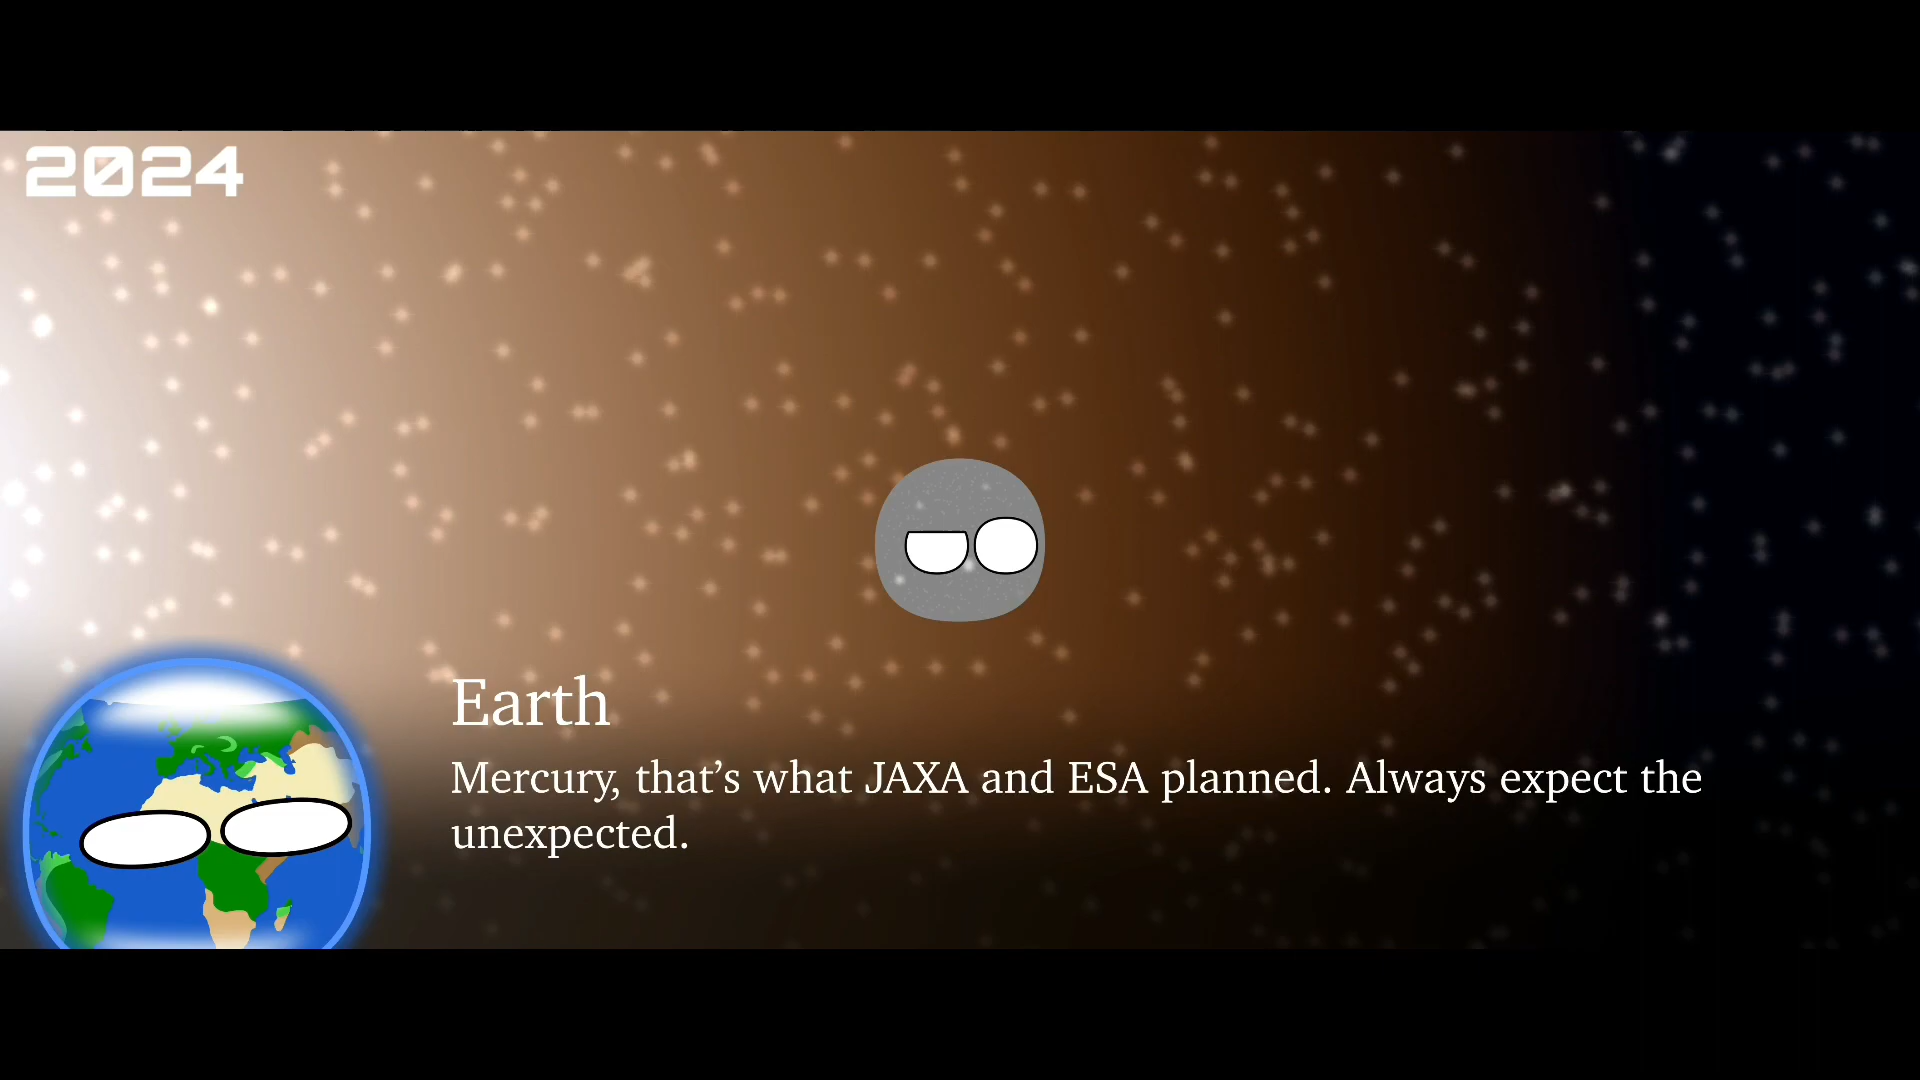 2024
Earth
Mercury, that’s what JAXA and ESA planned. Always expect the
unexpected.